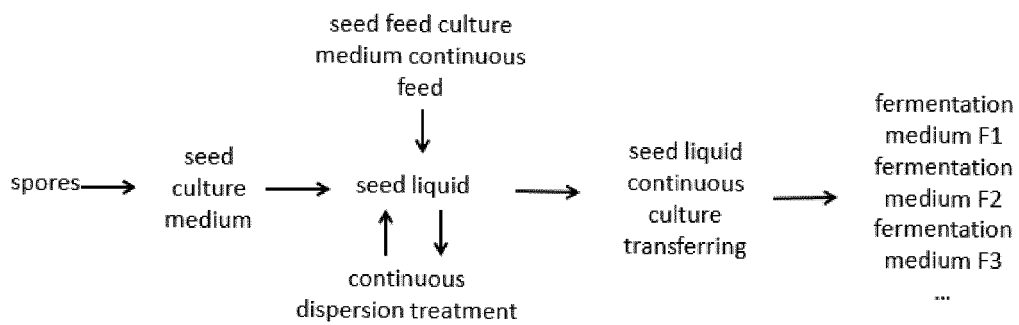 seed feed culture
medium continuous
feed
spores
seed
culture
medium
seed liquid
continuous
dispersion treatment
seed liquid
continuous
culture
transferring
fermentation
medium F1
fermentation
medium F2
fermentation
medium F3
...